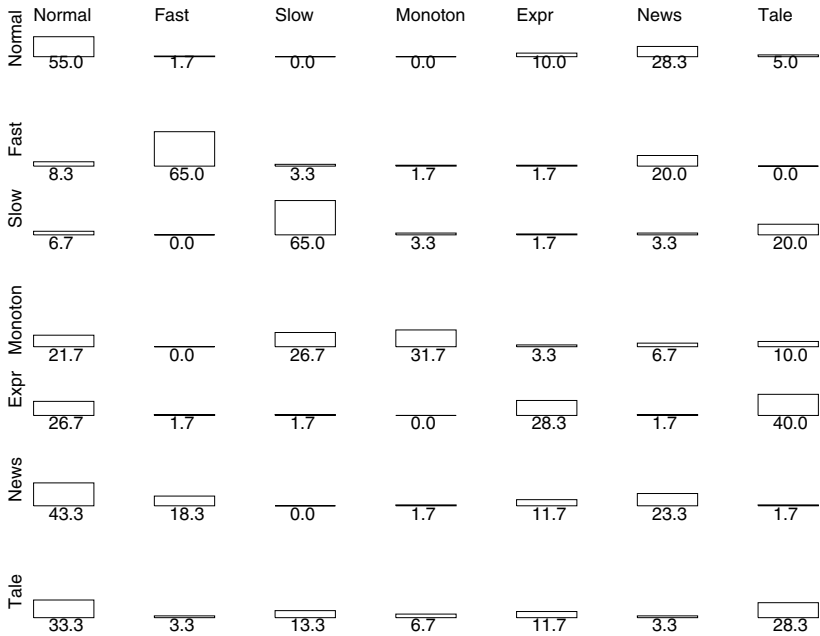 Normal Fast Slow Monoton Expr News Tale
Normal 55.0 1.7 0.0 0.0 10.0 28.3 5.0
Fast 8.3 65.0 3.3 1.7 1.7 20.0 0.0
Slow 6.7 0.0 65.0 3.3 1.7 3.3 20.0
Monoton 21.7 0.0 26.7 31.7 3.3 6.7 10.0
Expr 26.7 1.7 1.7 0.0 28.3 1.7 40.0
News 43.3 18.3 0.0 1.7 11.7 23.3 1.7
Tale 33.3 3.3 13.3 6.7 11.7 3.3 28.3